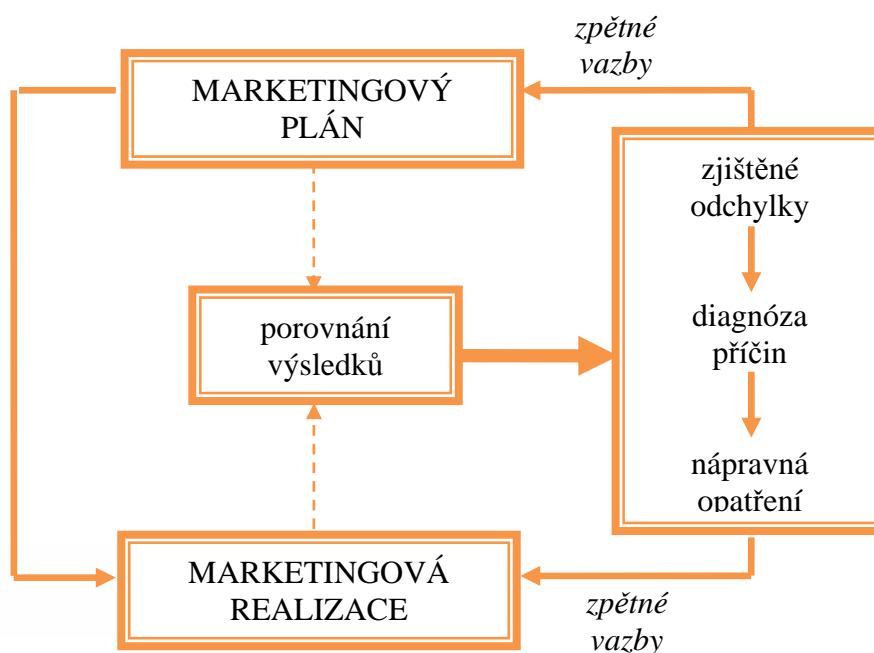 zpětné
vazby
MARKETINGOVÝ
PLÁN
zjištěné
odchylky
porovnání
výsledků
diagnóza
příčin
nápravná
opatření
MARKETINGOVÁ
REALIZACE
zpětné
vazby